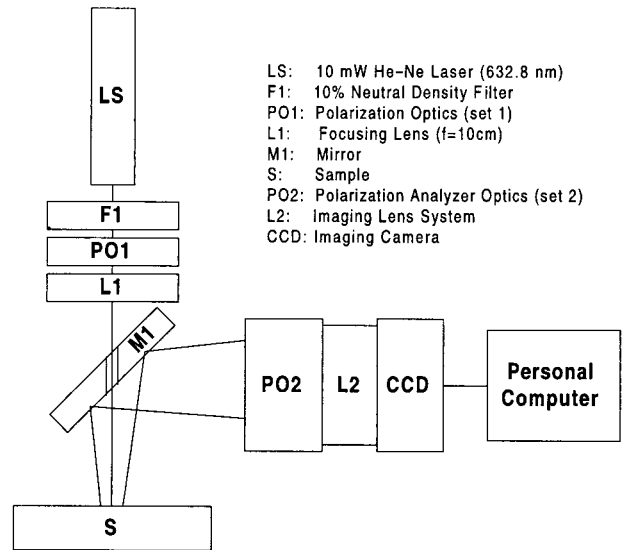 LS
LS: 10 mW He-Ne Laser (632.8 nm)
F1: 10% Neutral Density Filter
PO1: Polarization Optics (set 1)
L1: Focusing Lens (f=10cm)
M1: Mirror
S: Sample
PO2: Polarization Analyzer Optics (set 2)
L2: Imaging Lens System
CCD: Imaging Camera
F1
PO1
L1
M1
PO2
L2
CCD
Personal
Computer
S